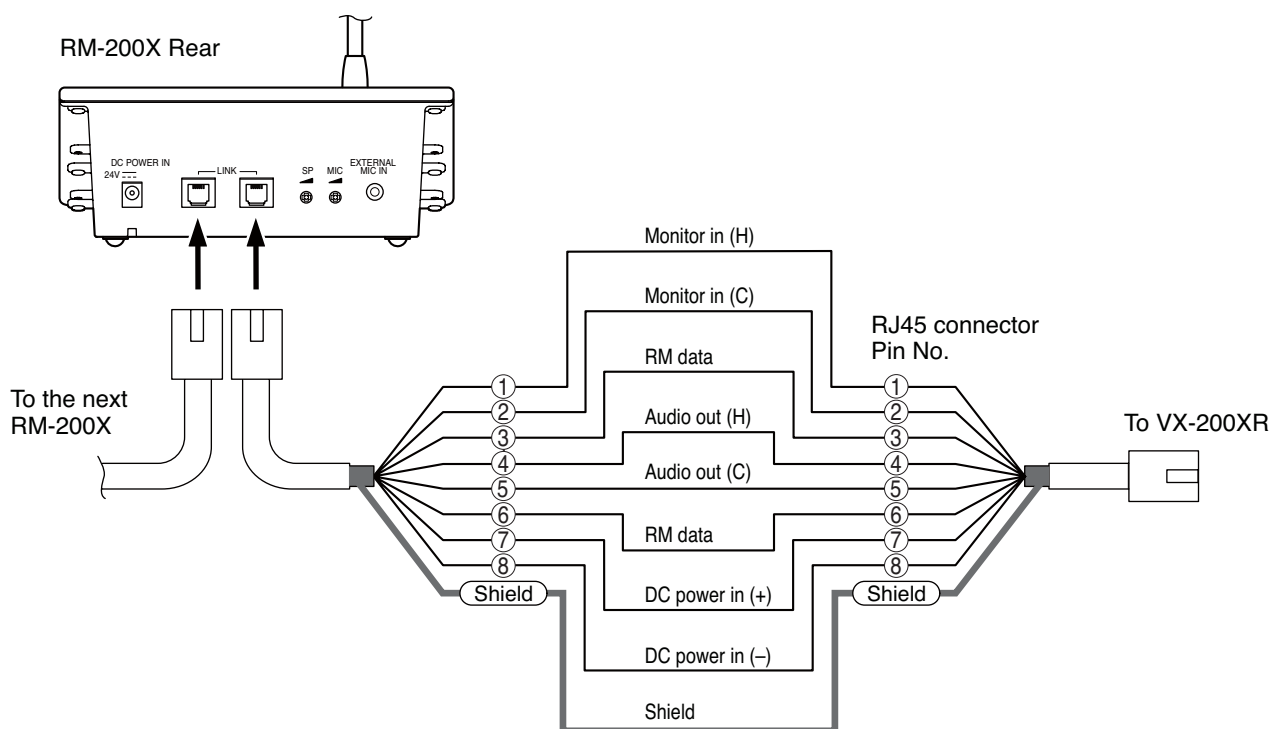 RM-200X Rear
DC POWER IN
24V
LINK
SP
MIC
EXTERNAL
MIC IN
To the next
RM-200X
Monitor in (H)
Monitor in (C)
RM data
Audio out (H)
Audio out (C)
RM data
DC power in (+)
DC power in (–)
Shield
1
2
3
4
5
6
7
8
Shield
RJ45 connector
Pin No.
1
2
3
4
5
6
7
8
Shield
To VX-200XR